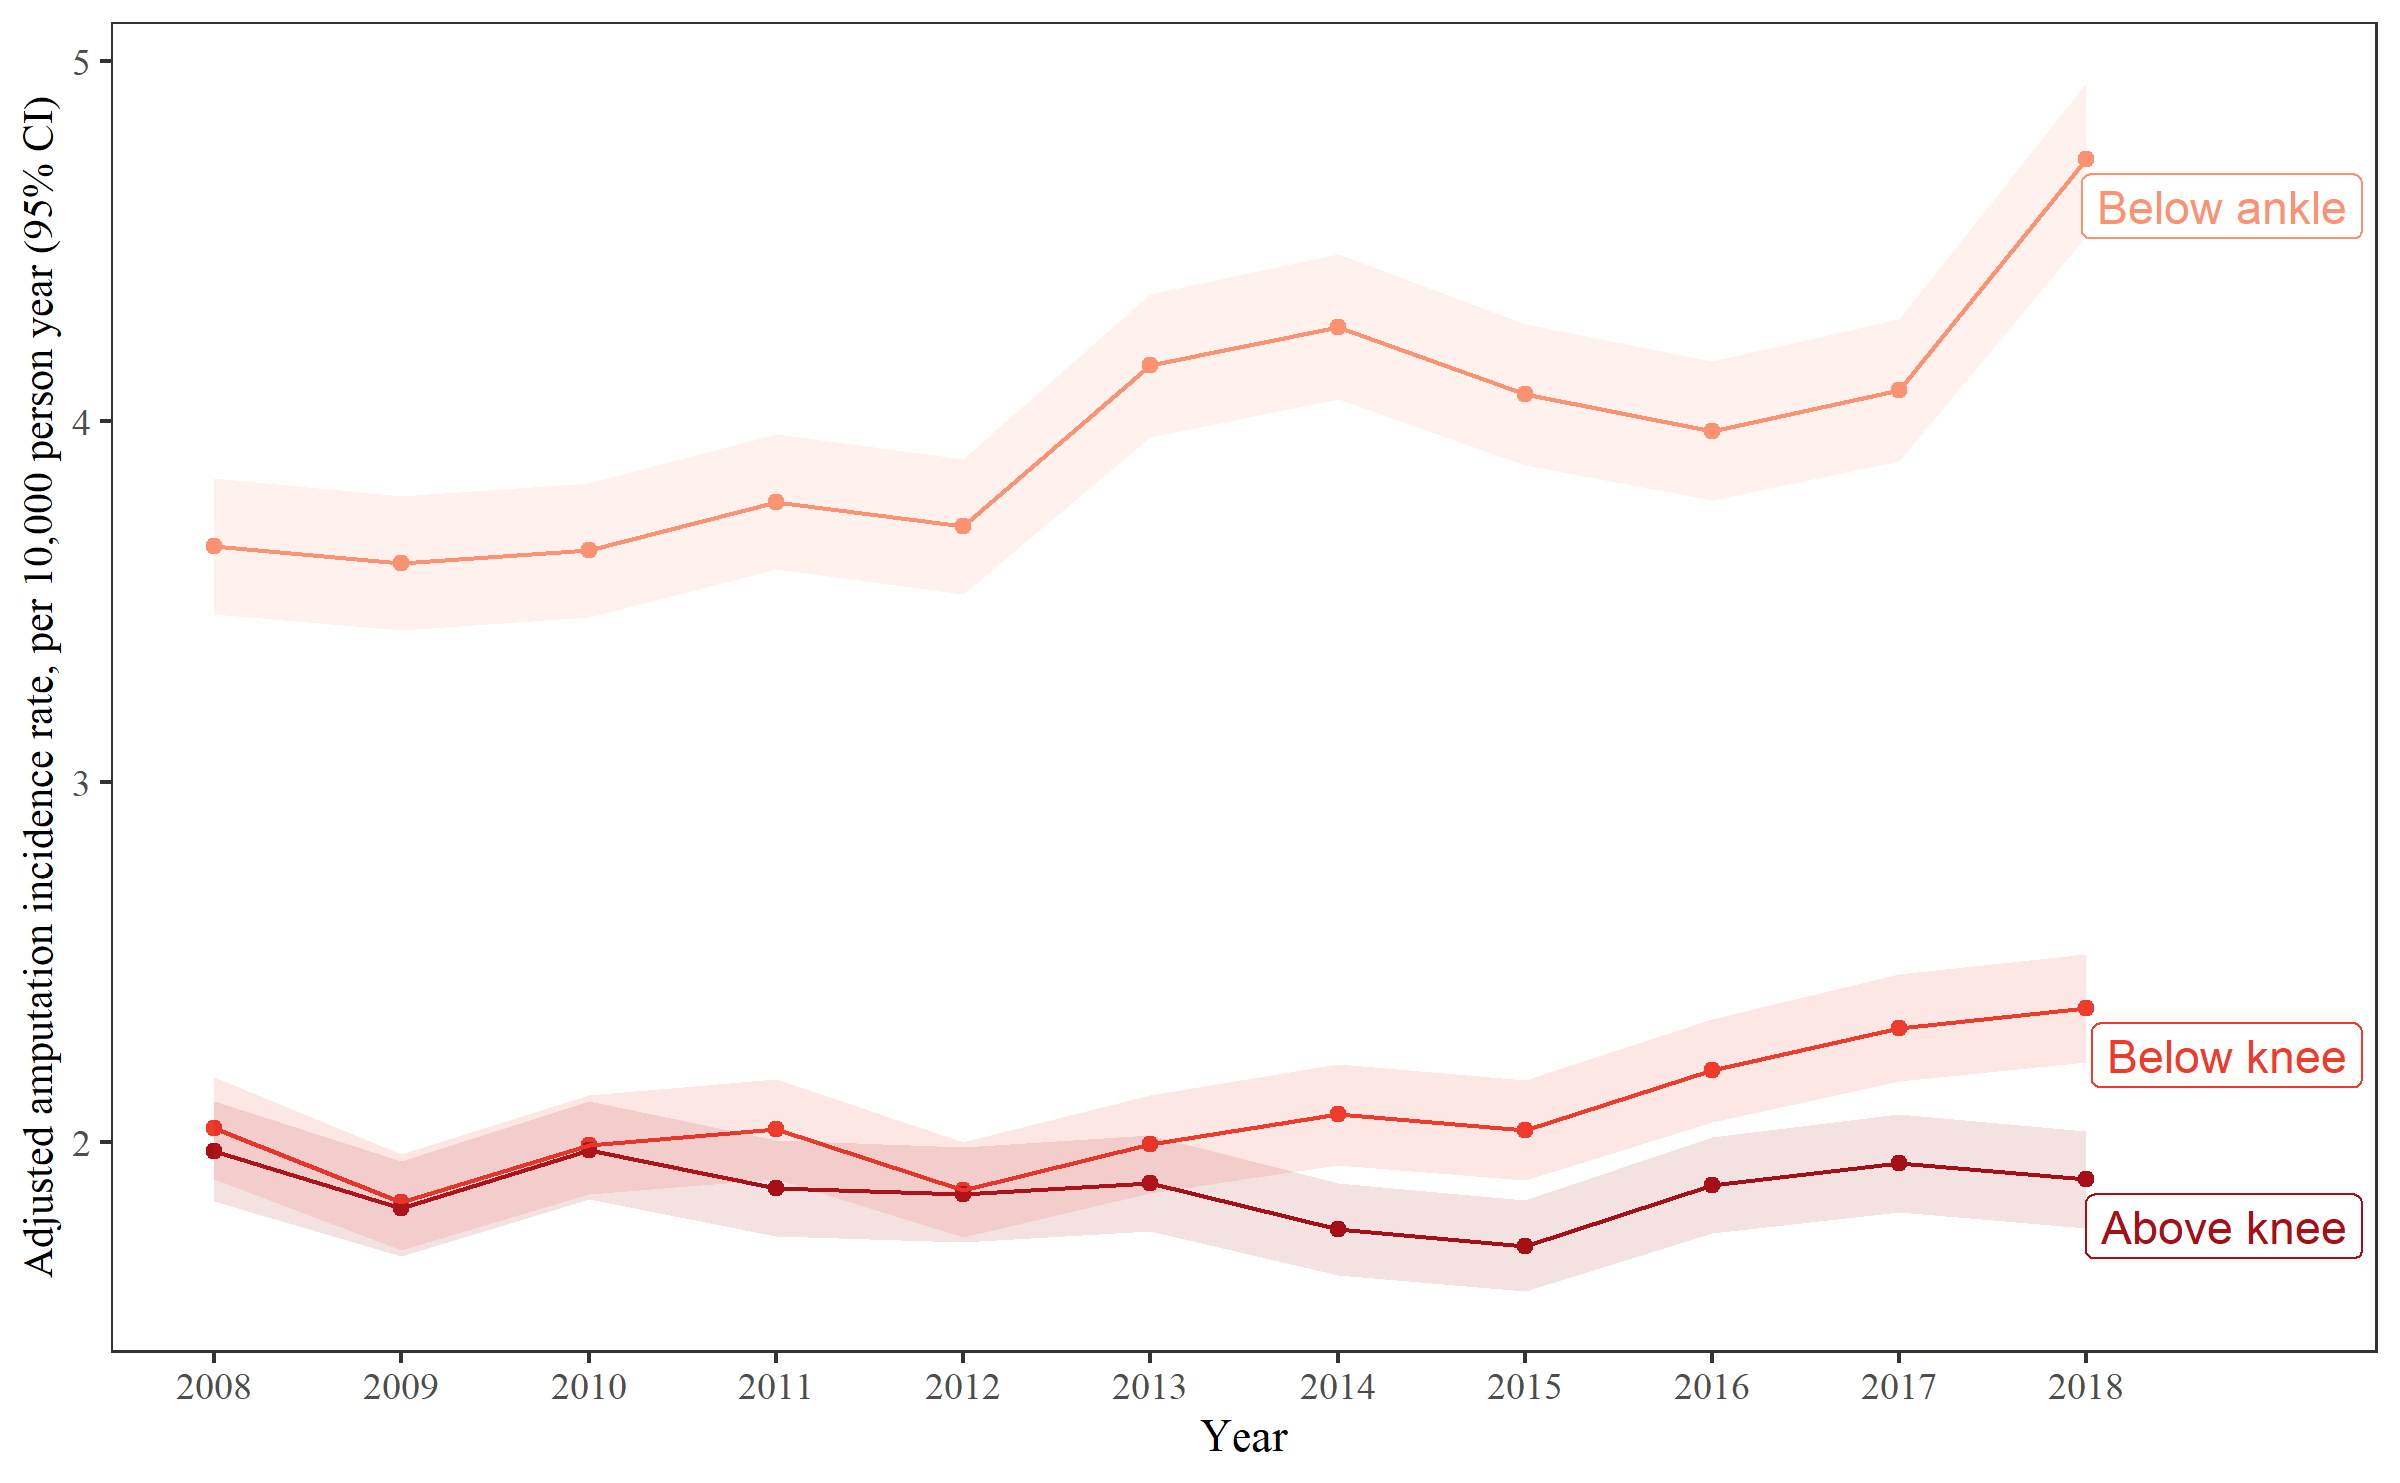 Adjusted amputation incidence rate, per 10,000 person year (95% CI)
5
4
3
2
Below ankle
Below knee
Above knee
2008 2009 2010 2011 2012 2013 2014 2015 2016 2017 2018
Year